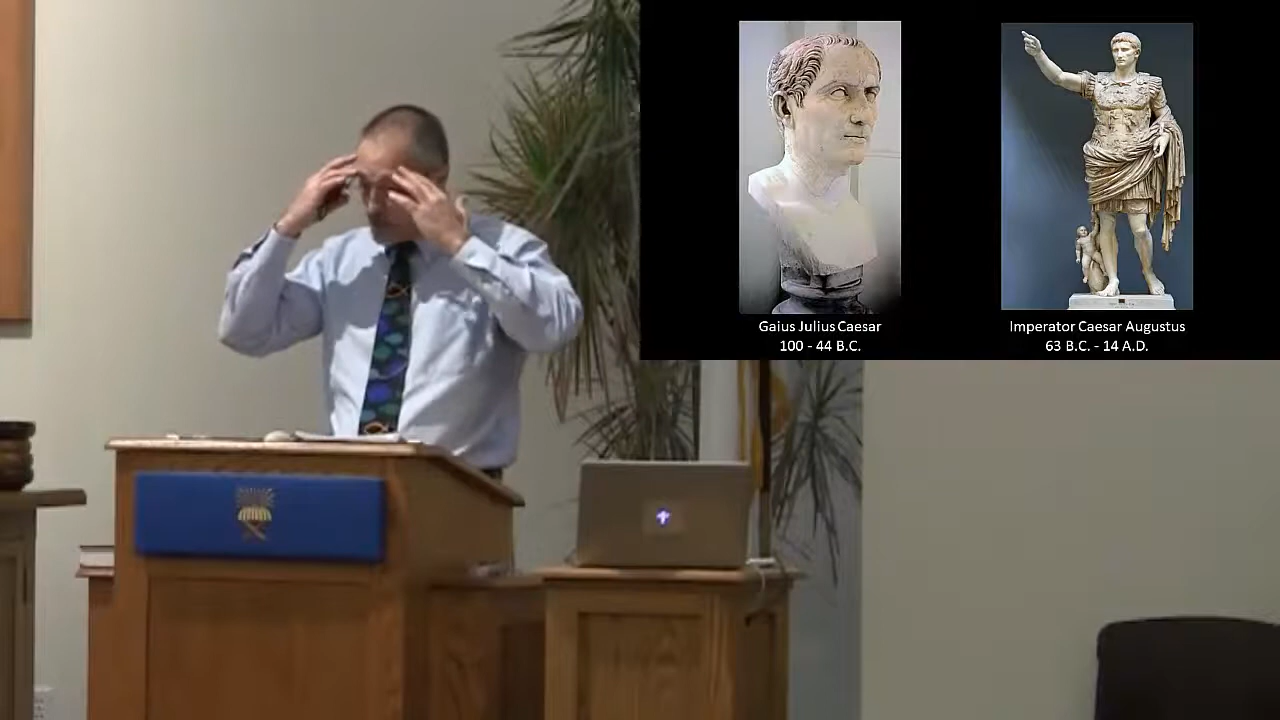 Gaius Julius Caesar
100 - 44 B.C.
Imperator Caesar Augustus
63 B.C. - 14 A.D.